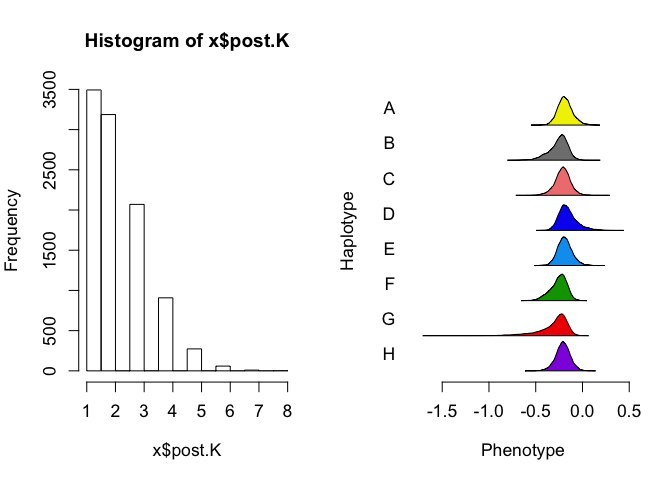 Histogram of x$post.K
Frequency
3500
2500
1500
500
0
1 2 3 4 5 6 7 8
x$post.K
Haplotype
A
B
C
D
E
F
G
H
-1.5 -1.0 -0.5 0.0 0.5
Phenotype